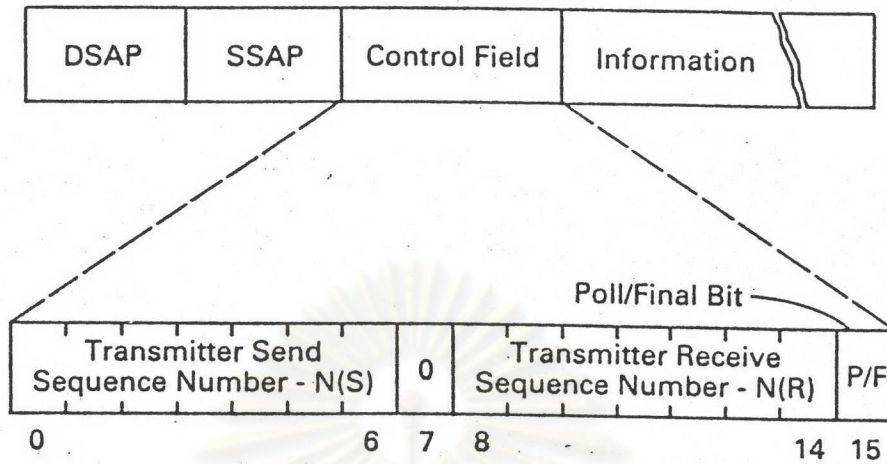 DSAP SSAP Control Field Information
Poll/Final Bit
Transmitter Send Sequence Number - N(S)
0
Transmitter Receive Sequence Number - N(R)
P/F
0 6 7 8 14 15